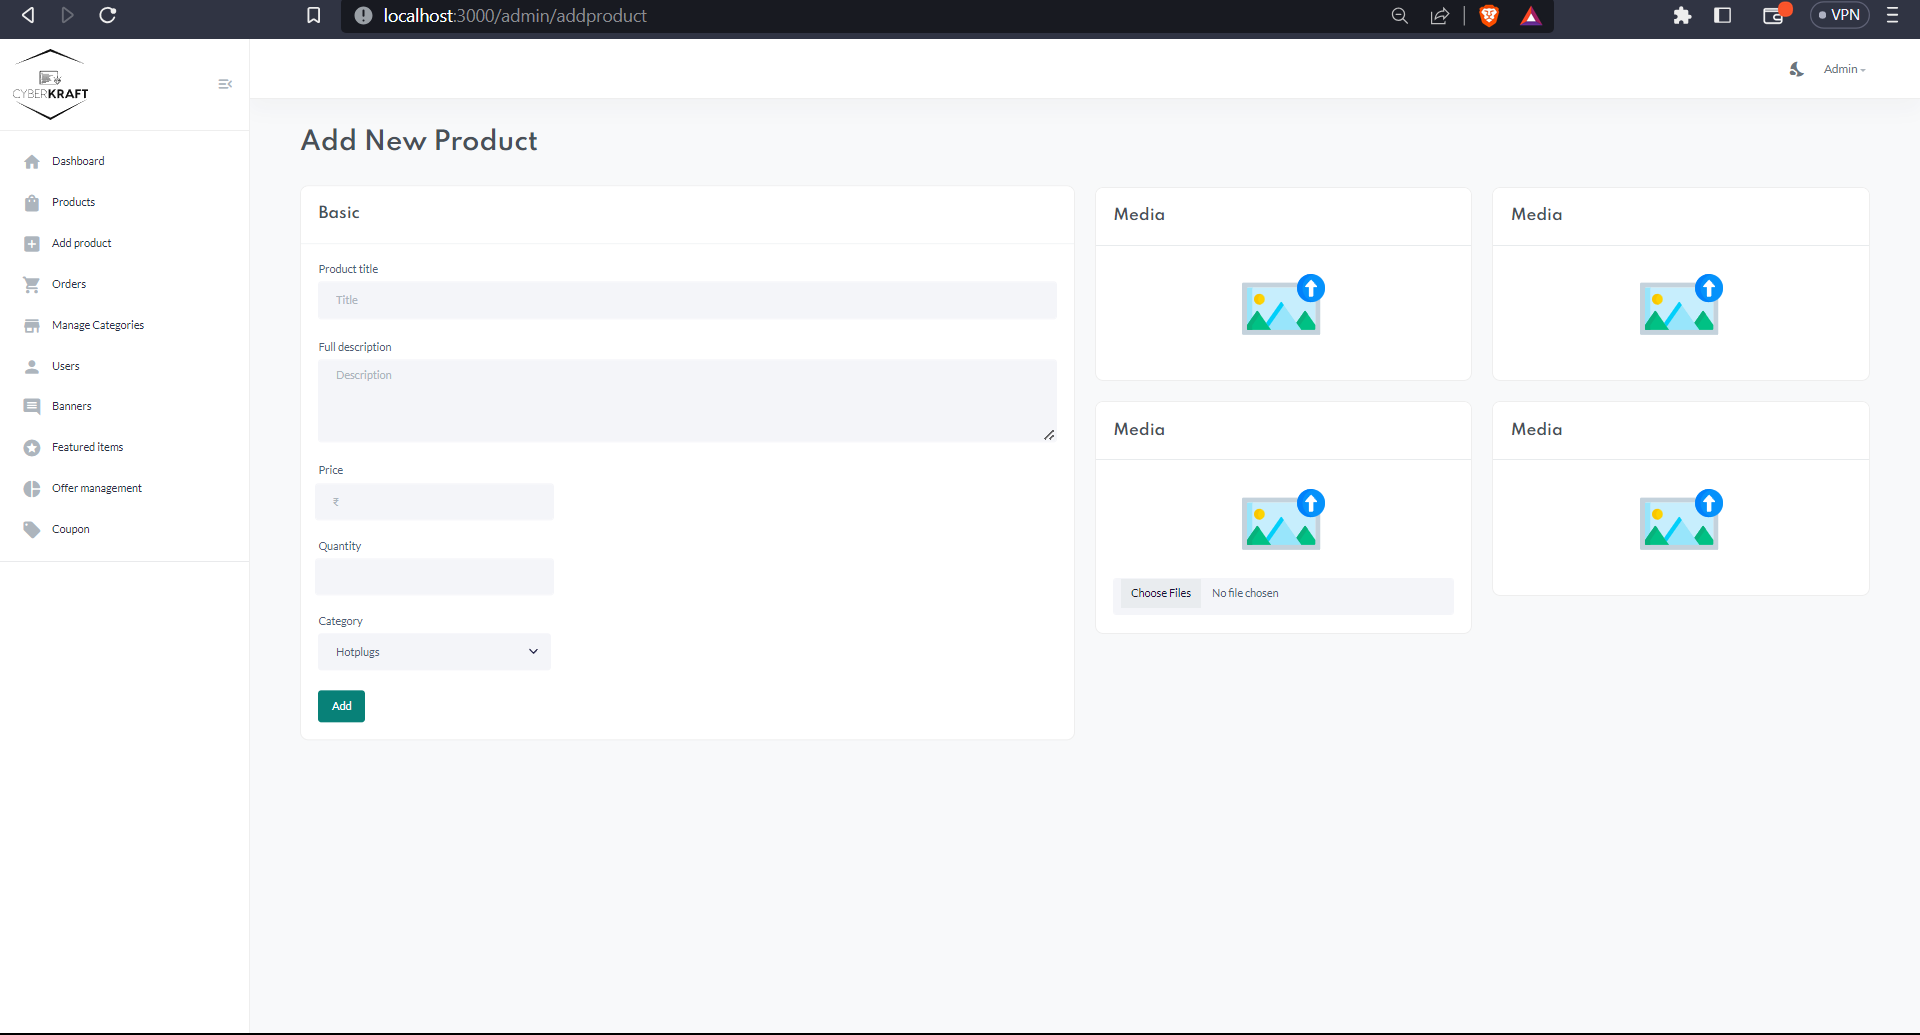 localhost:3000/admin/addproduct
VPN
CYBERKRAFT
Admin
Dashboard
Products
Add product
Orders
Manage Categories
Users
Banners
Featured items
Offer management
Coupon
Add New Product
Basic
Product title
Title
Full description
Description
Price
₹
Quantity
Category
Hotplugs
Add
Media
Media
Media
Choose Files No file chosen
Media